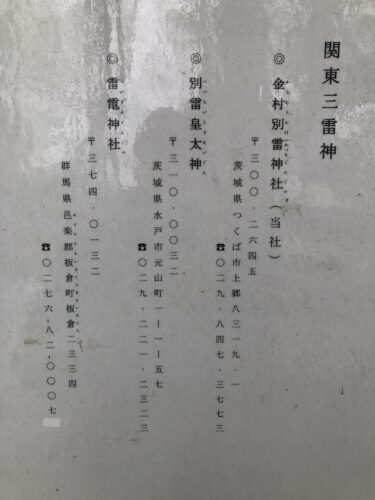 関東三雷神
◎金村別雷神社（当社）
〒三〇〇-二六四五
茨城県つくば市上郷八三一九-一
☎〇二九-八四七-三七七三
◎別雷皇太神
〒三一〇-〇〇三二
茨城県水戸市元山町一-一-五七
☎〇二九-二二一-二三二三
◎雷電神社
〒三七四-〇一三二
群馬県邑楽郡板倉町板倉二三三四
☎〇二七六-八二-〇〇〇七